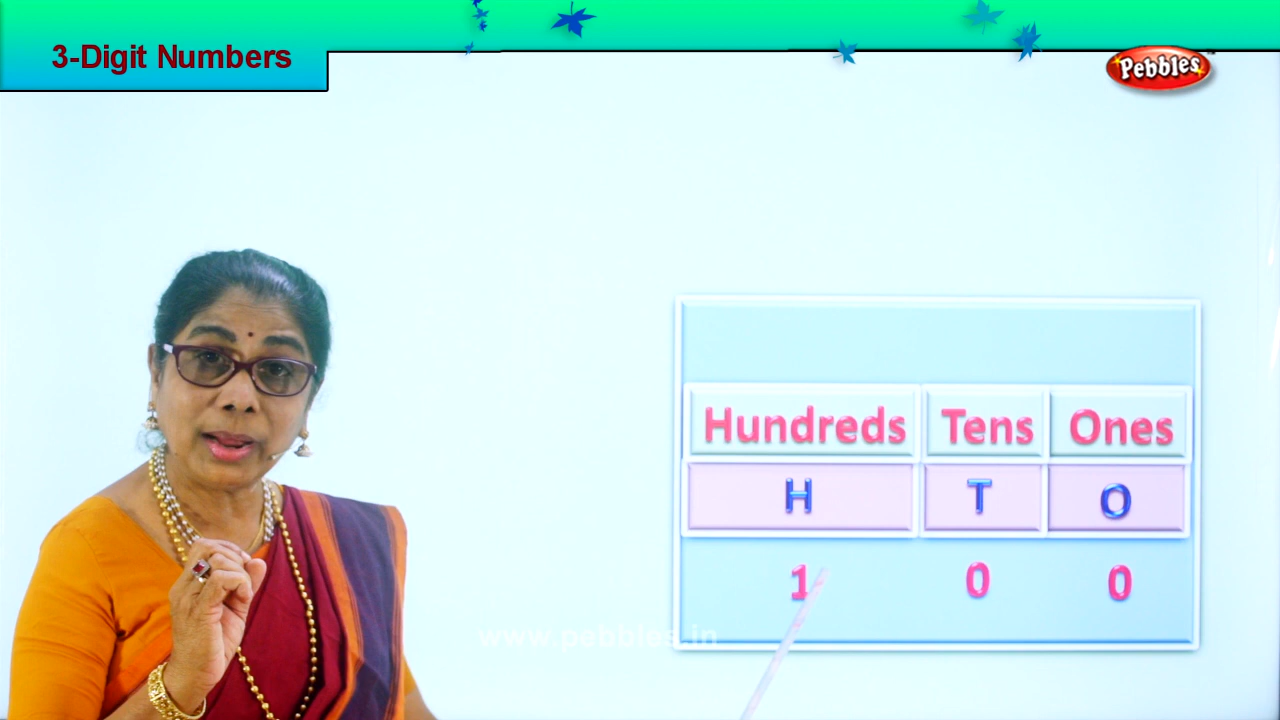 3-Digit Numbers
Pebbles
Hundreds Tens Ones
H T O
1 0 0
www.pebbles.in